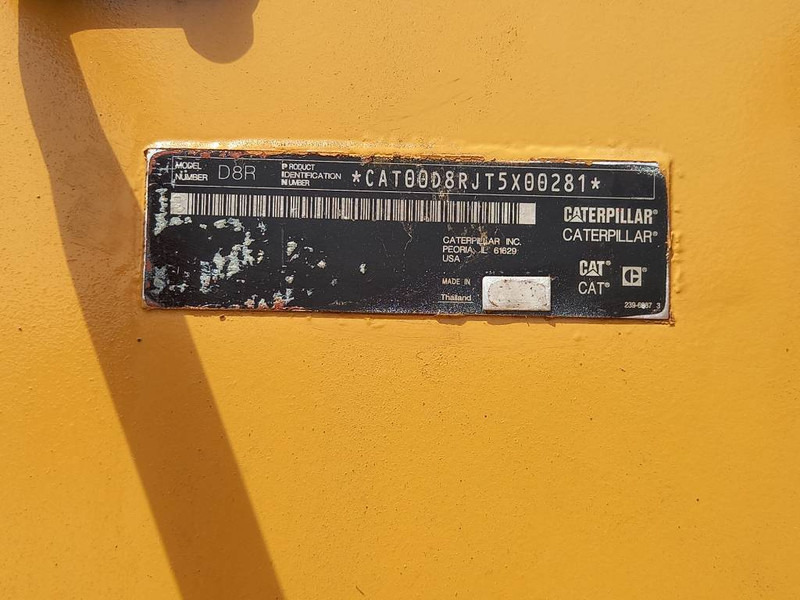 MODEL NUMBER D8R
PRODUCT IDENTIFICATION NUMBER *CAT00D8RJT5X00281*
CATERPILLAR®
CATERPILLAR®
CATERPILLAR INC.
PEORIA IL 61629
USA
CAT®
C®
CAT®
MADE IN
Thailand